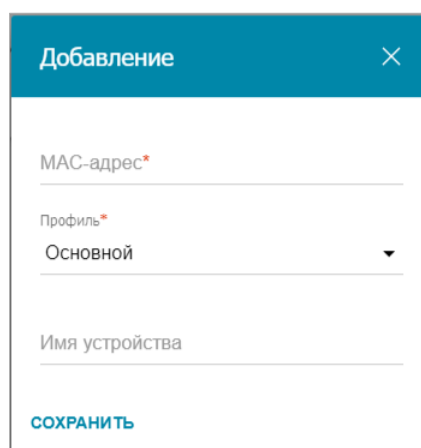 Добавление
MAC-адрес*
Профиль*
Основной
Имя устройства
СОХРАНИТЬ